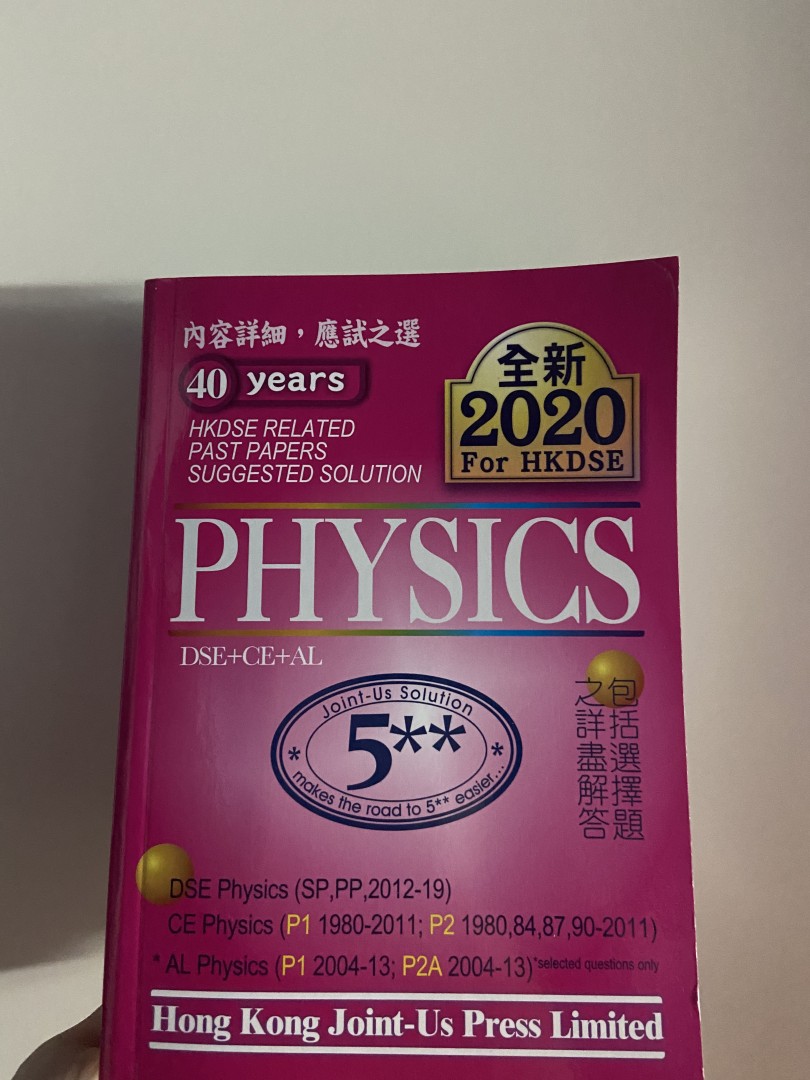 內容詳細，應試之選
40 years
HKDSE RELATED
PAST PAPERS
SUGGESTED SOLUTION
全新
2020
For HKDSE
PHYSICS
DSE+CE+AL
Joint-Us Solution
5**
* makes the road to 5** easier... *
包括選擇題
之詳盡解答
DSE Physics (SP,PP,2012-19)
CE Physics (P1 1980-2011; P2 1980,84,87,90-2011)
* AL Physics (P1 2004-13; P2A 2004-13)*selected questions only
Hong Kong Joint-Us Press Limited